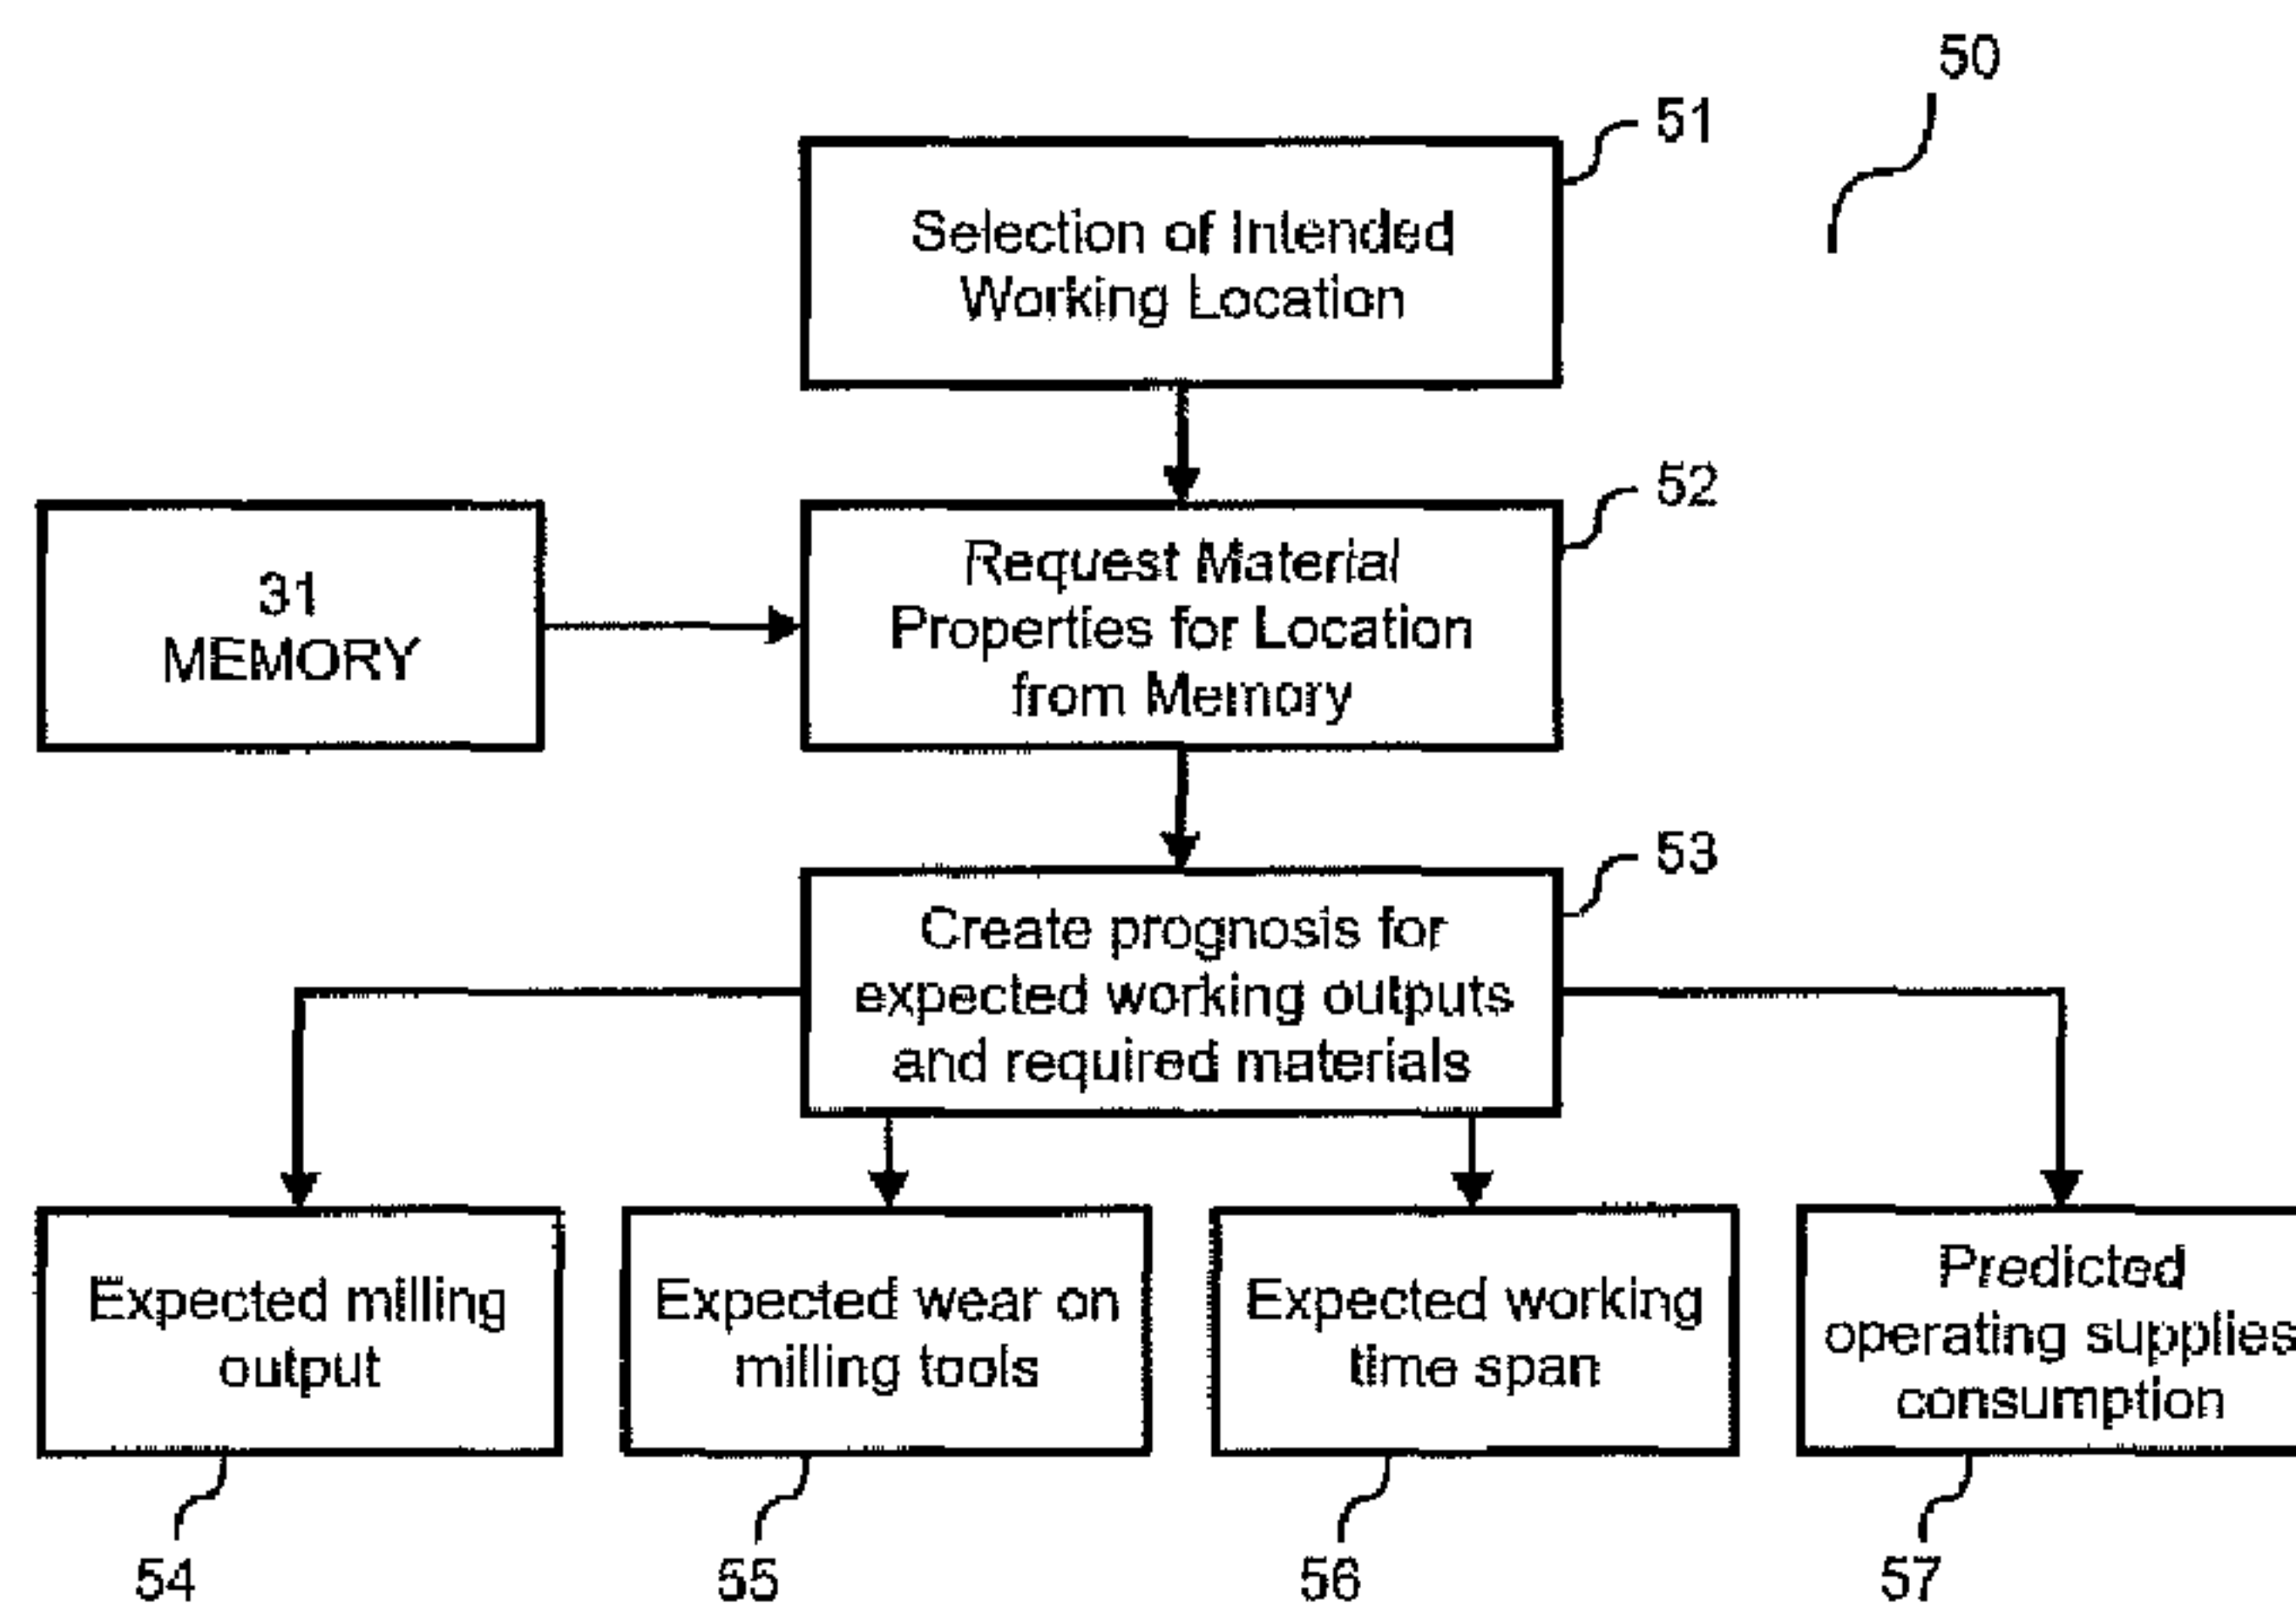 50
51
Selection of Intended
Working Location
52
31
MEMORY
Request Material
Properties for Location
from Memory
53
Create prognosis for
expected working outputs
and required materials
Expected milling
output
Expected wear on
milling tools
Expected working
time span
Predicted
operating supplies
consumption
54
55
56
57